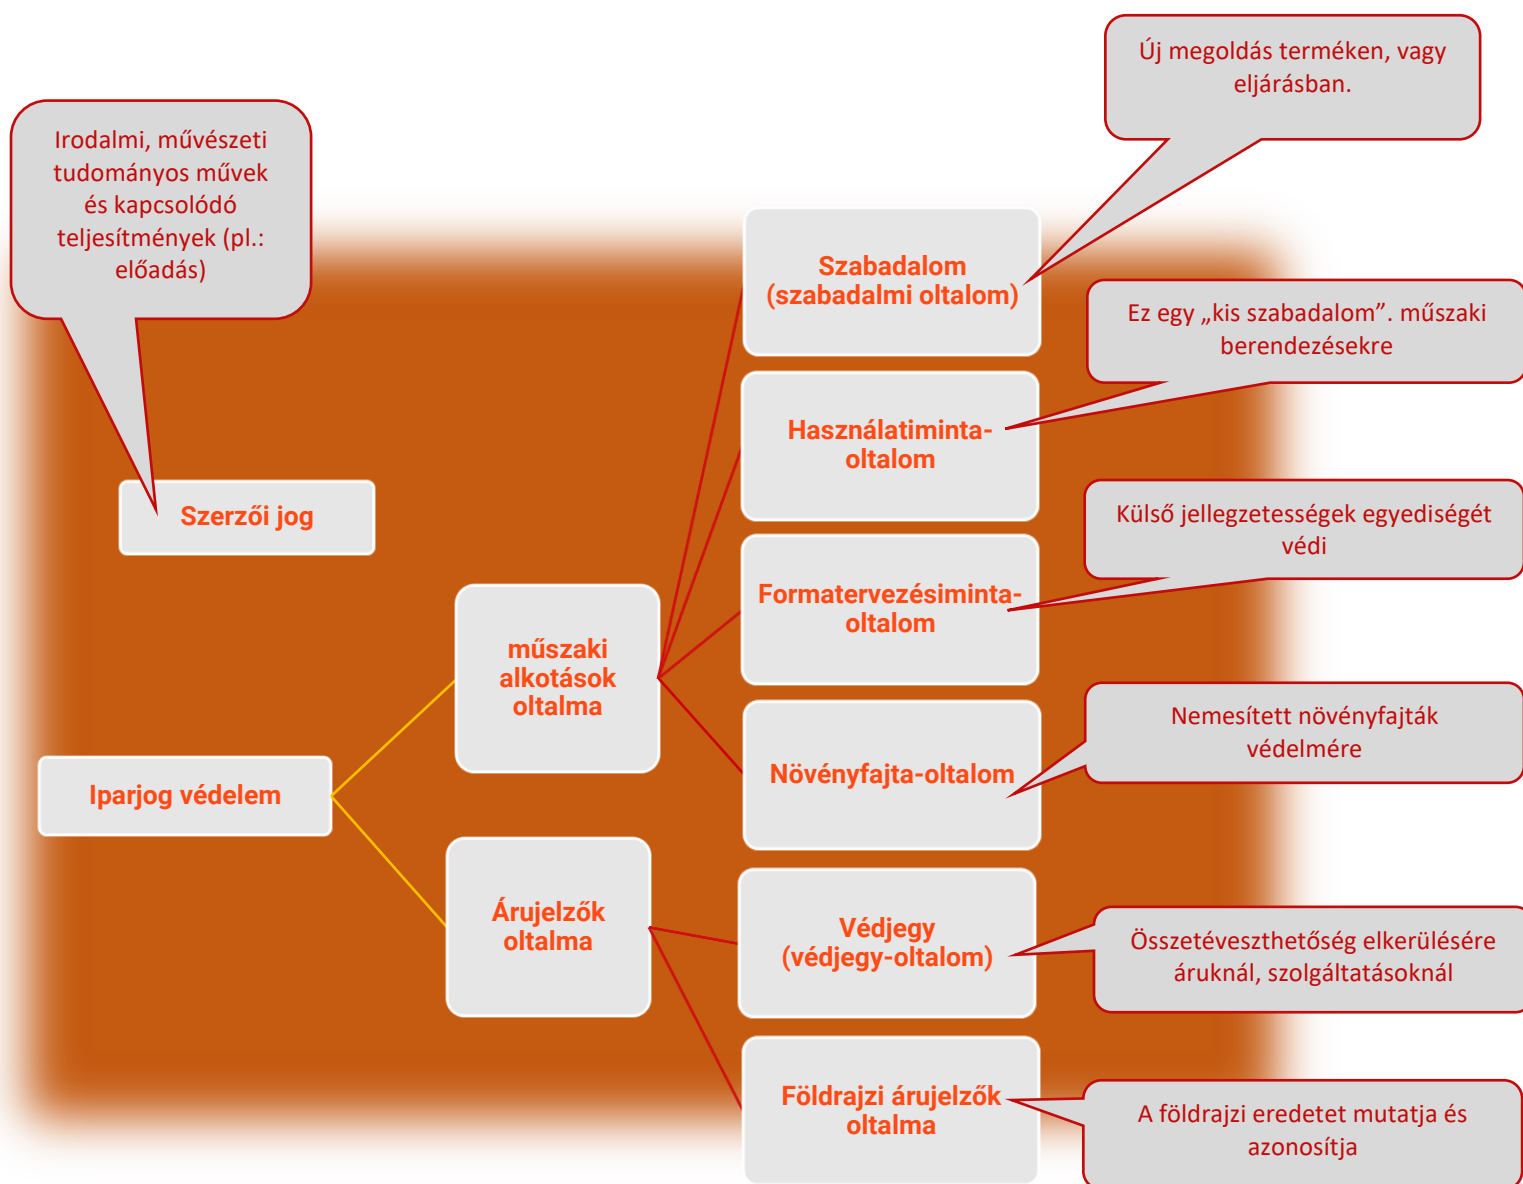 Új megoldás terméken, vagy
eljárásban.
Irodalmi, művészeti
tudományos művek
és kapcsolódó
teljesítmények (pl.:
előadás)
Szabadalom
(szabadalmi oltalom)
Ez egy „kis szabadalom”. műszaki
berendezésekre
Használatiminta-
oltalom
Szerzői jog
Külső jellegzetességek egyediségét
védi
Formatervezésiminta-
oltalom
műszaki
alkotások
oltalma
Nemesített növényfajták
védelmére
Növényfajta-oltalom
Iparjog védelem
Árujelzők
oltalma
Védjegy
(védjegy-oltalom)
Összetéveszthetőség elkerülésére
áruknál, szolgáltatásoknál
Földrajzi árujelzők
oltalma
A földrajzi eredetet mutatja és
azonosítja